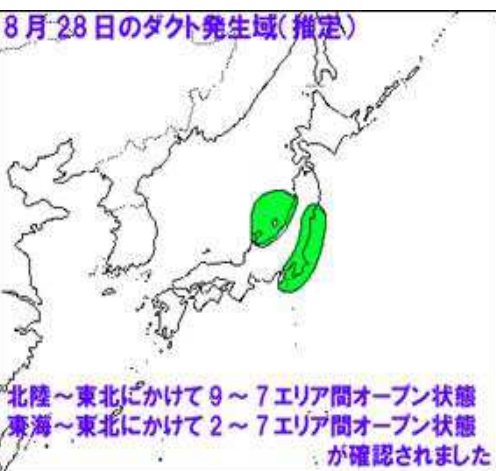 8月28日のダクト発生域(推定)
北陸～東北にかけて9～7エリア間オープン状態
東海～東北にかけて2～7エリア間オープン状態
が確認されました